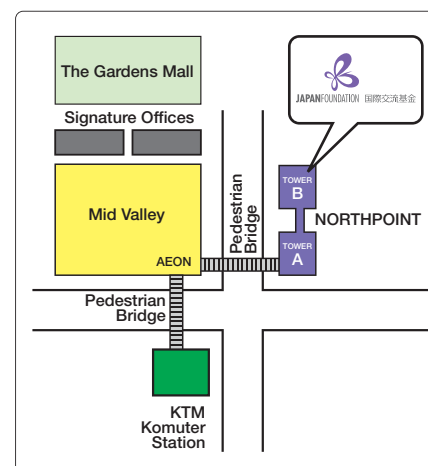 The Gardens Mall
JAPANFOUNDATION 国際交流基金
Signature Offices
Mid Valley
AEON
Pedestrian
Bridge
TOWER
B
NORTHPOINT
TOWER
A
Pedestrian
Bridge
KTM
Komuter
Station